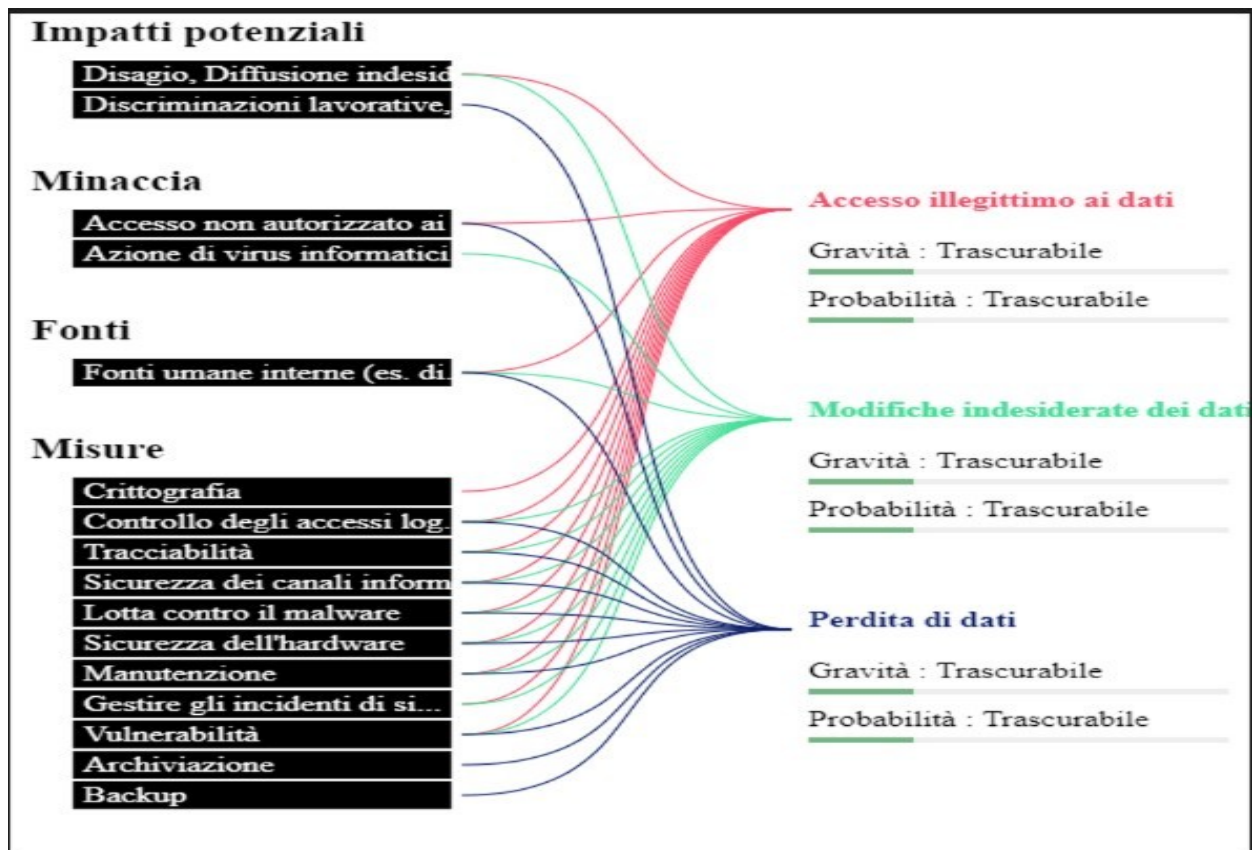 Impatti potenziali
Disagio, Diffusione indesid
Discriminazioni lavorative,
Minaccia
Accesso non autorizzato ai
Azione di virus informatici
Fonti
Fonti umane interne (es. di.
Misure
Crittografia
Controllo degli accessi log.
Tracciabilità
Sicurezza dei canali inform
Lotta contro il malware
Sicurezza dell'hardware
Manutenzione
Gestire gli incidenti di si...
Vulnerabilità
Archiviazione
Backup
Accesso illegittimo ai dati
Gravità : Trascurabile
Probabilità : Trascurabile
Modifiche indesiderate dei dati
Gravità : Trascurabile
Probabilità : Trascurabile
Perdita di dati
Gravità : Trascurabile
Probabilità : Trascurabile